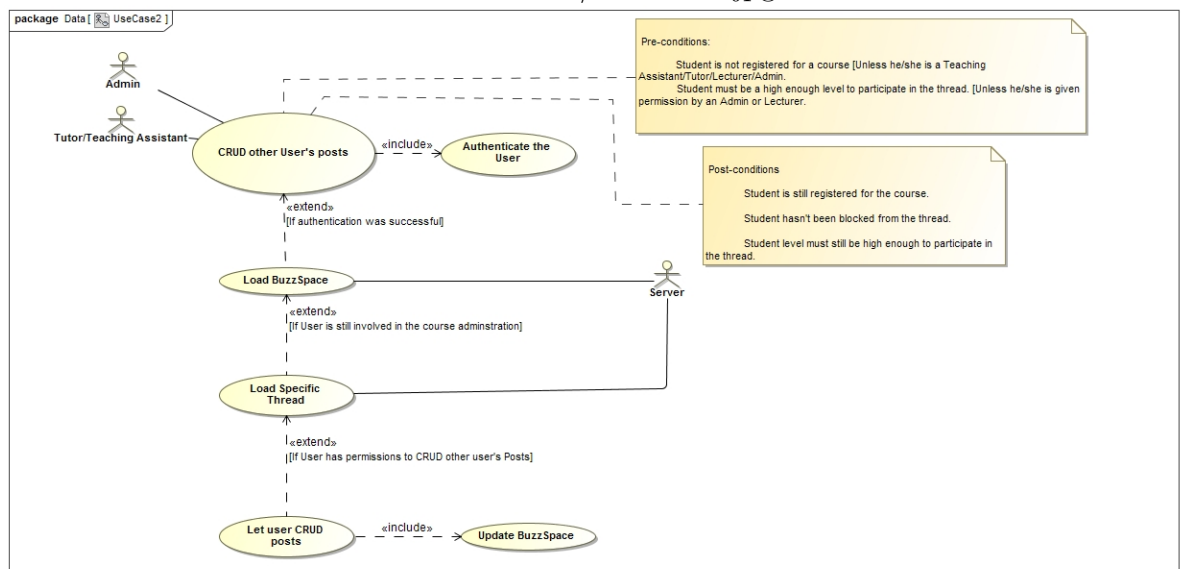 package Data [ UseCase2 ]
Pre-conditions:
Student is not registered for a course [Unless he/she is a Teaching
Assistant/Tutor/Lecturer/Admin.
Student must be a high enough level to participate in the thread. [Unless he/she is given
permission by an Admin or Lecturer.
Admin
Tutor/Teaching Assistant
CRUD other User's posts
«include»
Authenticate the
User
Post-conditions
Student is still registered for the course.
Student hasn't been blocked from the thread.
Student level must still be high enough to participate in
the thread.
«extend»
[If authentication was successful]
Load BuzzSpace
Server
«extend»
[If User is still involved in the course adminstration]
Load Specific
Thread
«extend»
[If User has permissions to CRUD other user's Posts]
Let user CRUD
posts
«include»
Update BuzzSpace